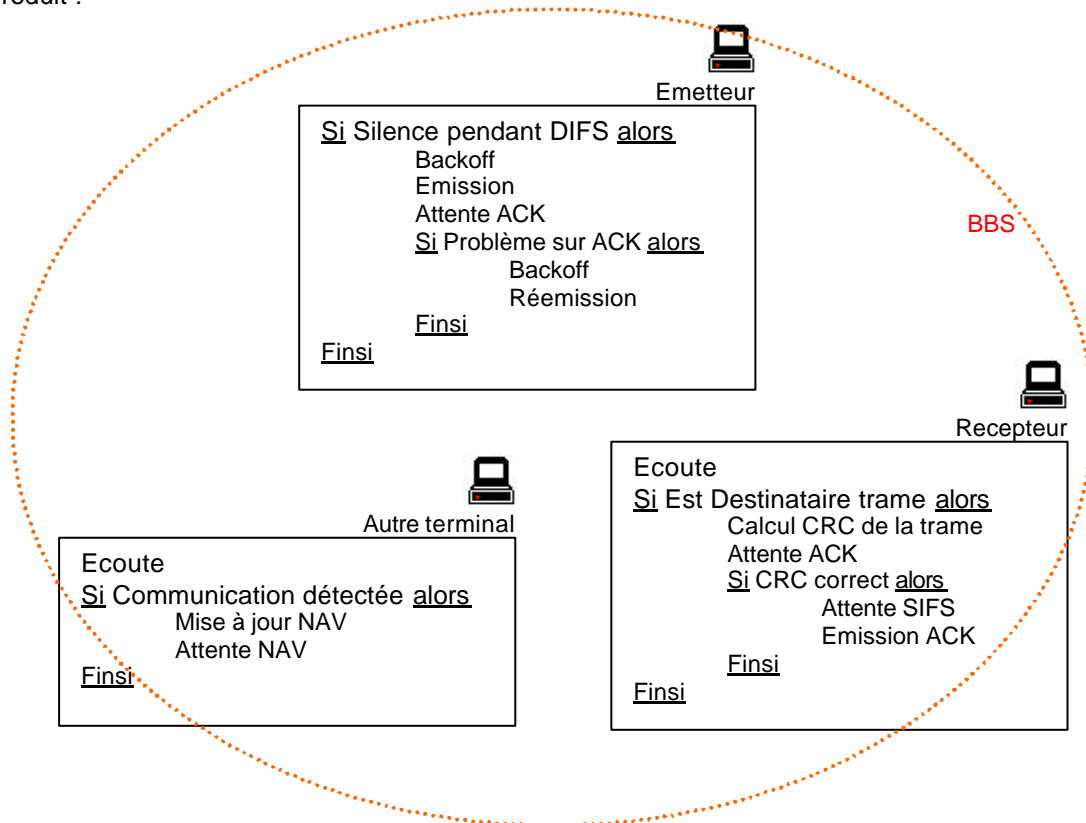 roduit :
Emetteur
Si Silence pendant DIFS alors
Backoff
Emission
Attente ACK
Si Problème sur ACK alors
Backoff
Réemission
Finsi
Finsi
BBS
Recepteur
Ecoute
Si Est Destinataire trame alors
Calcul CRC de la trame
Attente ACK
Si CRC correct alors
Attente SIFS
Emission ACK
Finsi
Finsi
Autre terminal
Ecoute
Si Communication détectée alors
Mise à jour NAV
Attente NAV
Finsi